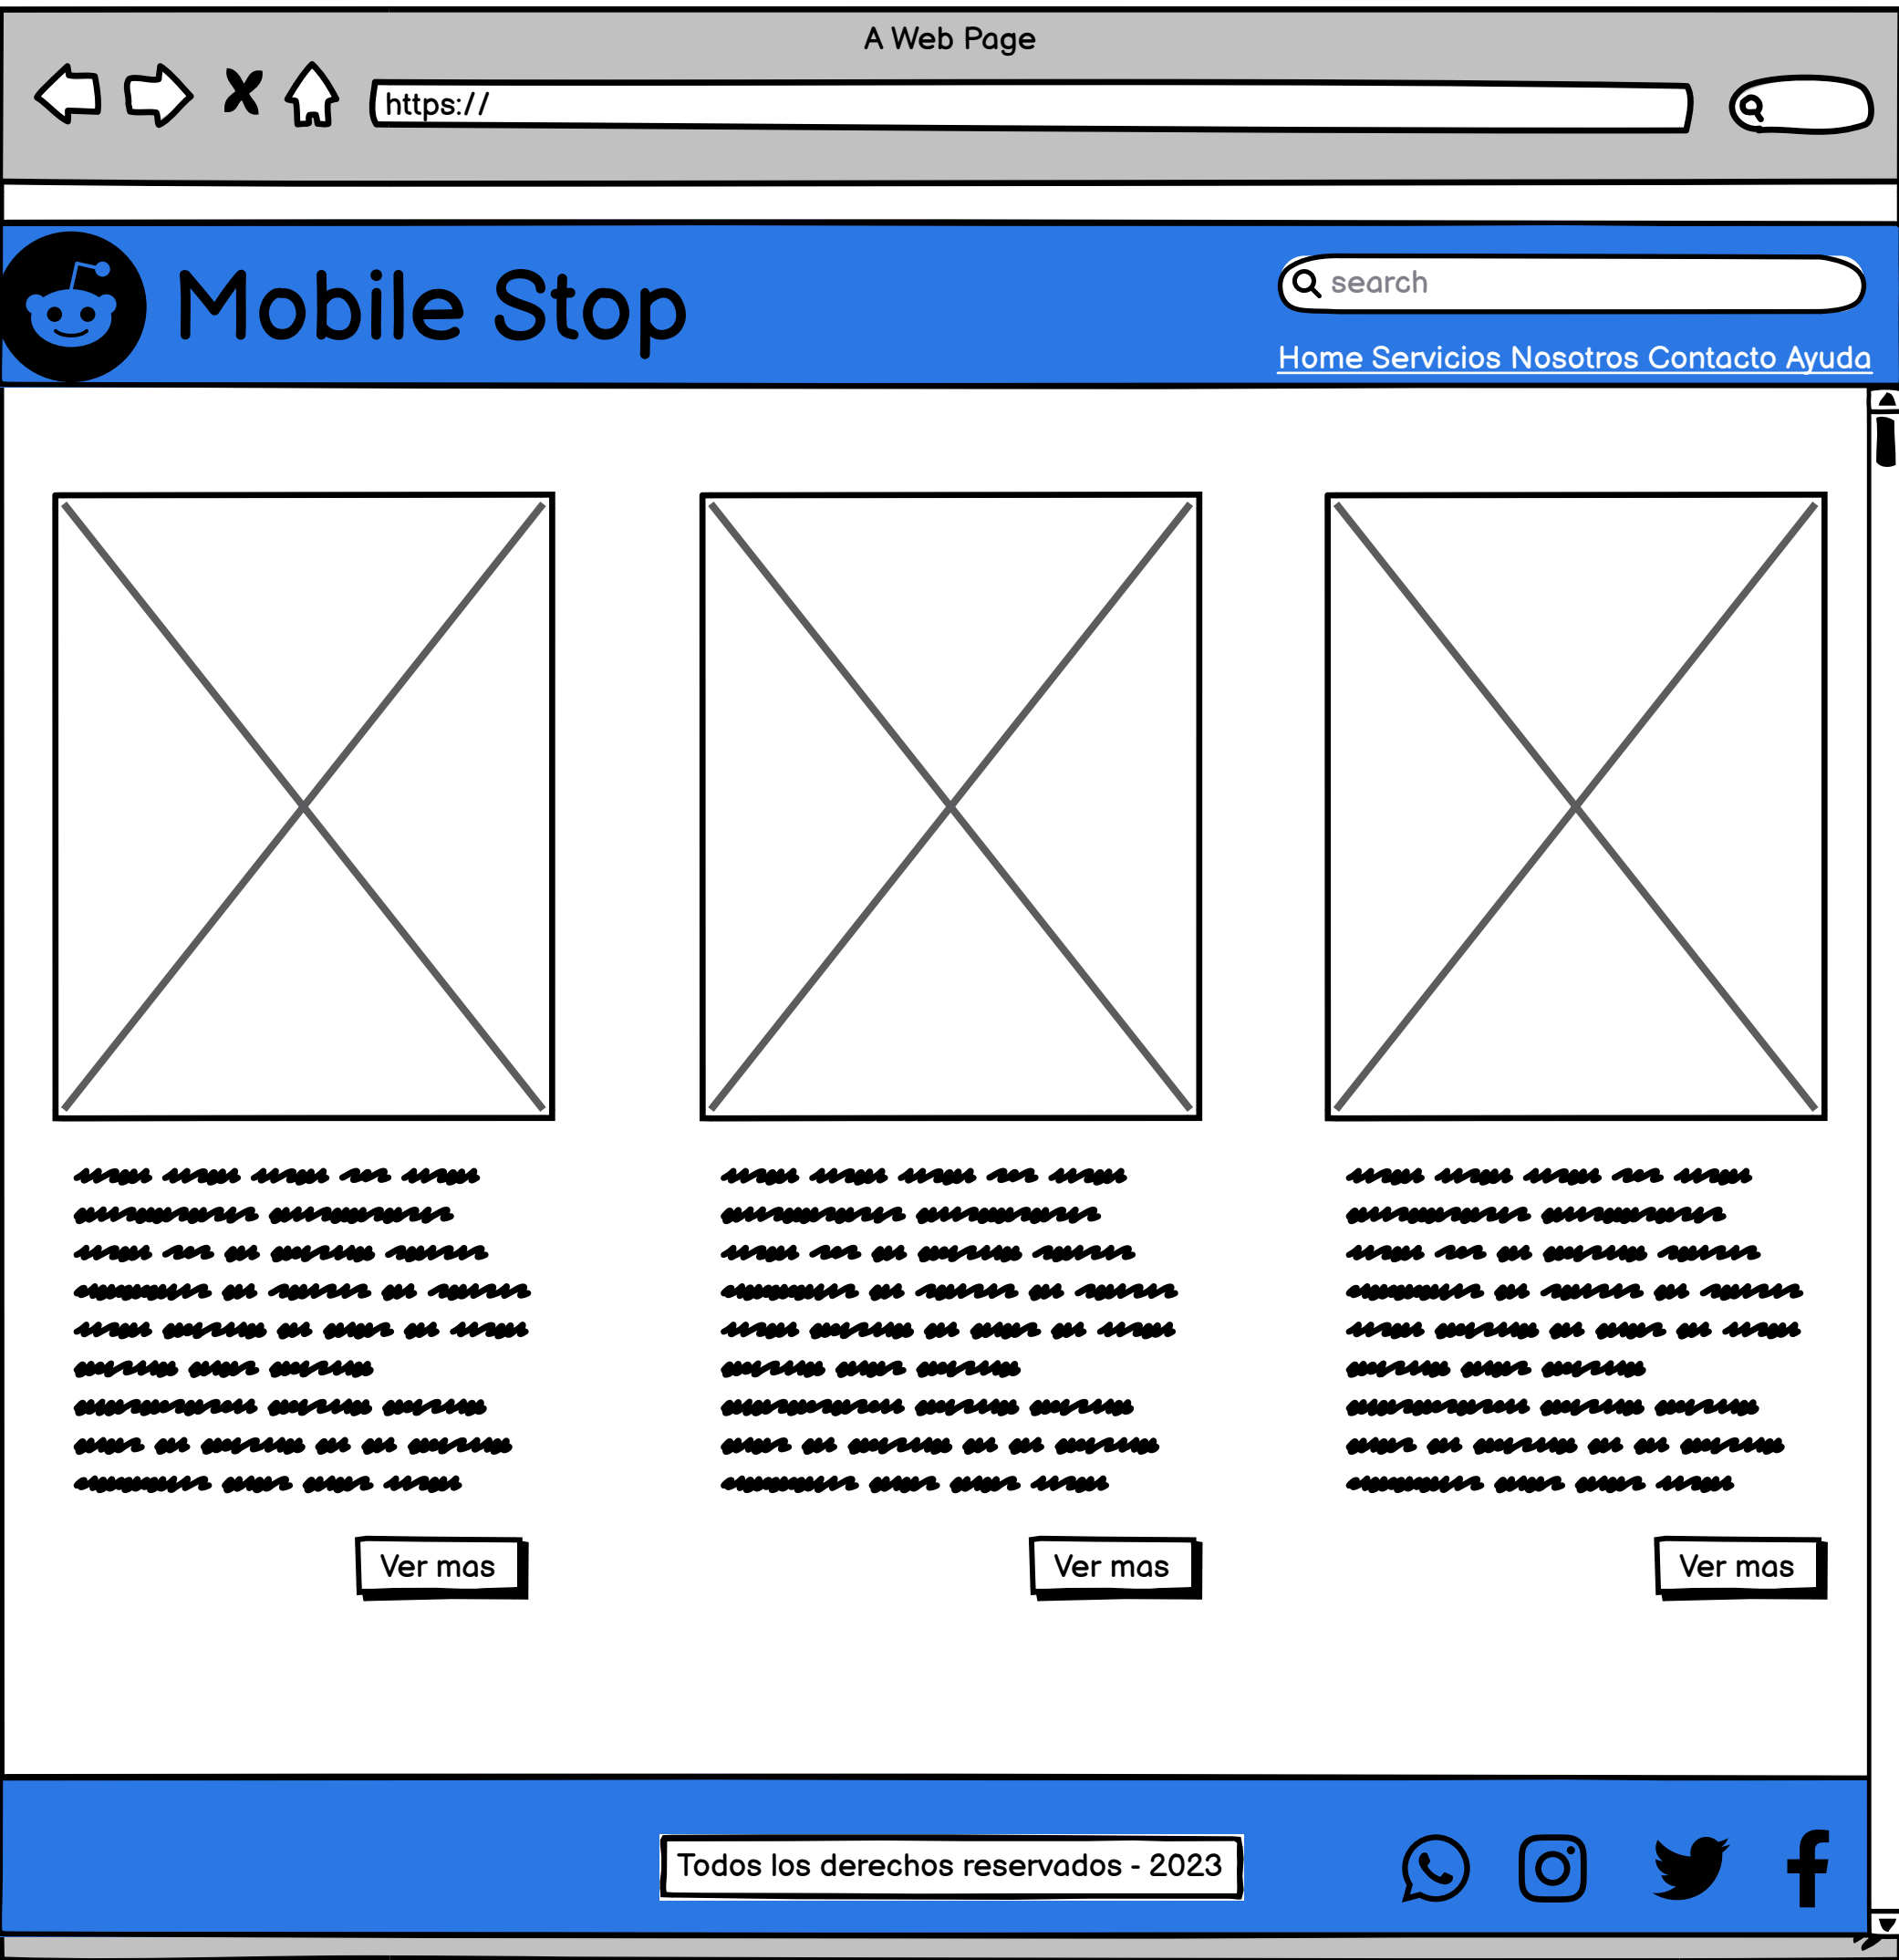 A Web Page
https://
Mobile Stop
search
Home Servicios Nosotros Contacto Ayuda
Ver mas
Ver mas
Ver mas
Todos los derechos reservados - 2023